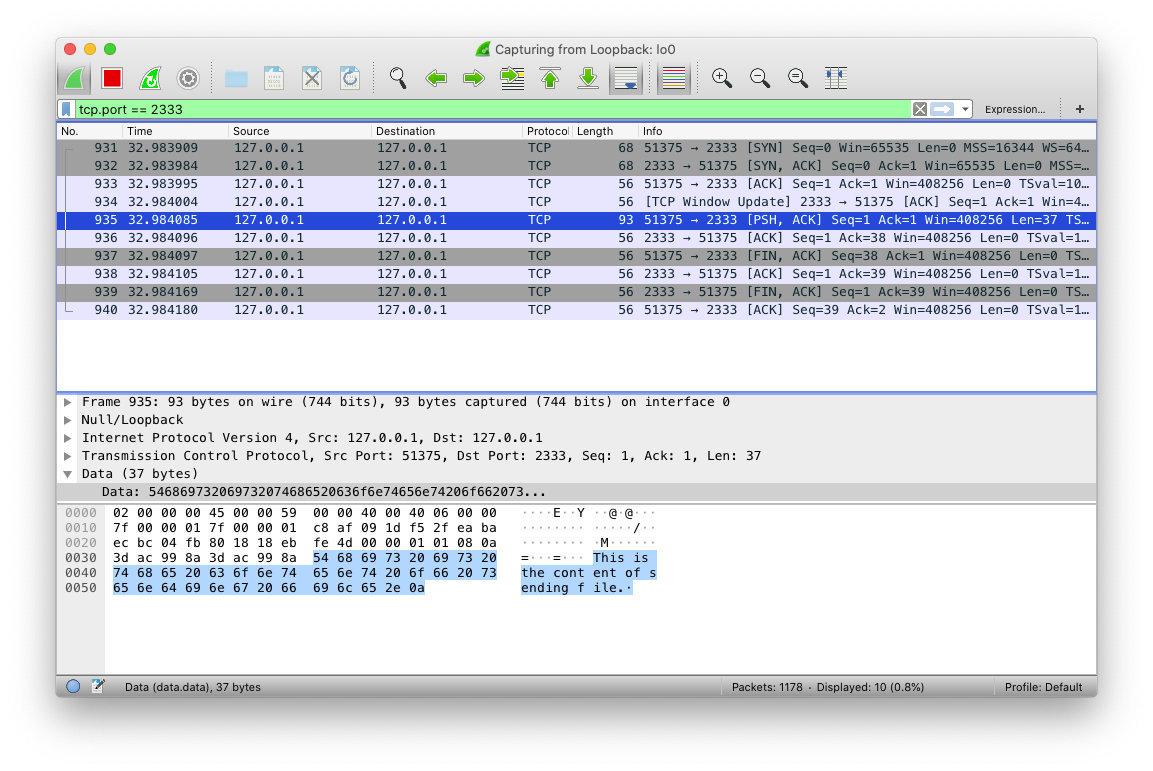 Capturing from Loopback: lo0
tcp.port == 2333 Expression... +
No. Time Source Destination Protocol Length Info
931 32.983909 127.0.0.1 127.0.0.1 TCP 68 51375 → 2333 [SYN] Seq=0 Win=65535 Len=0 MSS=16344 WS=64…
932 32.983984 127.0.0.1 127.0.0.1 TCP 68 2333 → 51375 [SYN, ACK] Seq=0 Ack=1 Win=65535 Len=0 MSS=…
933 32.983995 127.0.0.1 127.0.0.1 TCP 56 51375 → 2333 [ACK] Seq=1 Ack=1 Win=408256 Len=0 TSval=10…
934 32.984004 127.0.0.1 127.0.0.1 TCP 56 [TCP Window Update] 2333 → 51375 [ACK] Seq=1 Ack=1 Win=4…
935 32.984085 127.0.0.1 127.0.0.1 TCP 93 51375 → 2333 [PSH, ACK] Seq=1 Ack=1 Win=408256 Len=37 TS…
936 32.984096 127.0.0.1 127.0.0.1 TCP 56 2333 → 51375 [ACK] Seq=1 Ack=38 Win=408256 Len=0 TSval=1…
937 32.984097 127.0.0.1 127.0.0.1 TCP 56 51375 → 2333 [FIN, ACK] Seq=38 Ack=1 Win=408256 Len=0 TS…
938 32.984105 127.0.0.1 127.0.0.1 TCP 56 2333 → 51375 [ACK] Seq=1 Ack=39 Win=408256 Len=0 TSval=1…
939 32.984169 127.0.0.1 127.0.0.1 TCP 56 2333 → 51375 [FIN, ACK] Seq=1 Ack=39 Win=408256 Len=0 TS…
940 32.984180 127.0.0.1 127.0.0.1 TCP 56 51375 → 2333 [ACK] Seq=39 Ack=2 Win=408256 Len=0 TSval=1…
Frame 935: 93 bytes on wire (744 bits), 93 bytes captured (744 bits) on interface 0
Null/Loopback
Internet Protocol Version 4, Src: 127.0.0.1, Dst: 127.0.0.1
Transmission Control Protocol, Src Port: 51375, Dst Port: 2333, Seq: 1, Ack: 1, Len: 37
Data (37 bytes)
Data: 546869732069732074686520636f6e74656e74206f662073...
0000 02 00 00 00 45 00 00 59 00 00 40 00 40 06 00 00 ····E··Y ··@·@···
0010 7f 00 00 01 7f 00 00 01 c8 af 09 1d f5 2f ea ba ········ ·····/··
0020 ec bc 04 fb 80 18 18 eb fe 4d 00 00 01 01 08 0a ········ ·M······
0030 3d ac 99 8a 3d ac 99 8a 54 68 69 73 20 69 73 20 =···=··· This is
0040 74 68 65 20 63 6f 6e 74 65 6e 74 20 6f 66 20 73 the cont ent of s
0050 65 6e 64 69 6e 67 20 66 69 6c 65 2e 0a ending f ile.·
Data (data.data), 37 bytes Packets: 1178 · Displayed: 10 (0.8%) Profile: Default